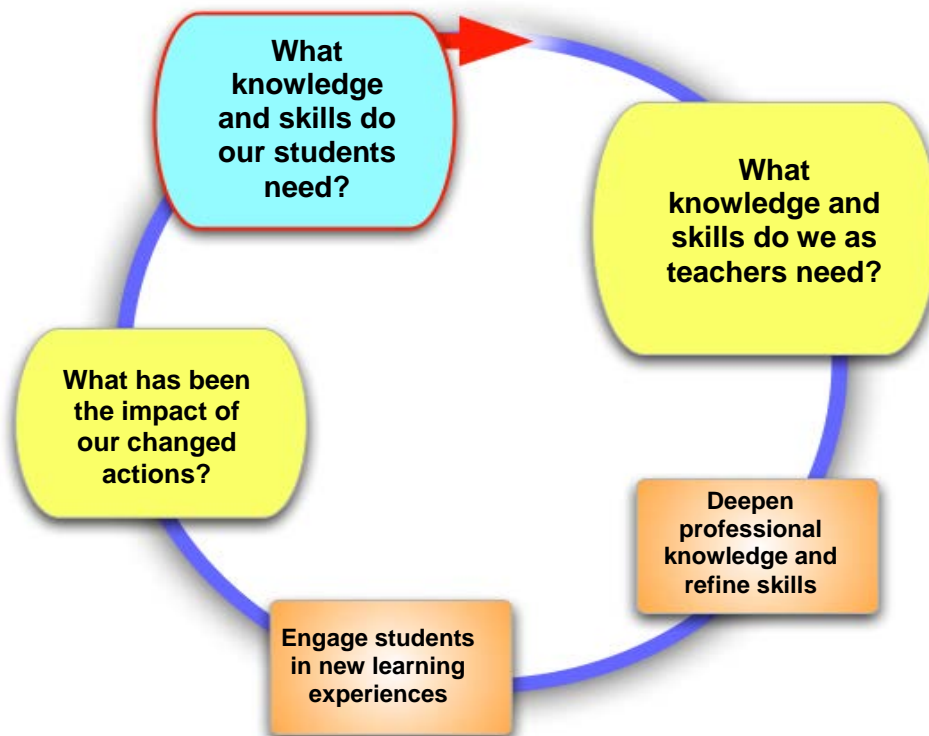 What
knowledge
and skills do
our students
need?
What
knowledge and
skills do we as
teachers need?
Deepen
professional
knowledge and
refine skills
Engage students
in new learning
experiences
What has been
the impact of
our changed
actions?